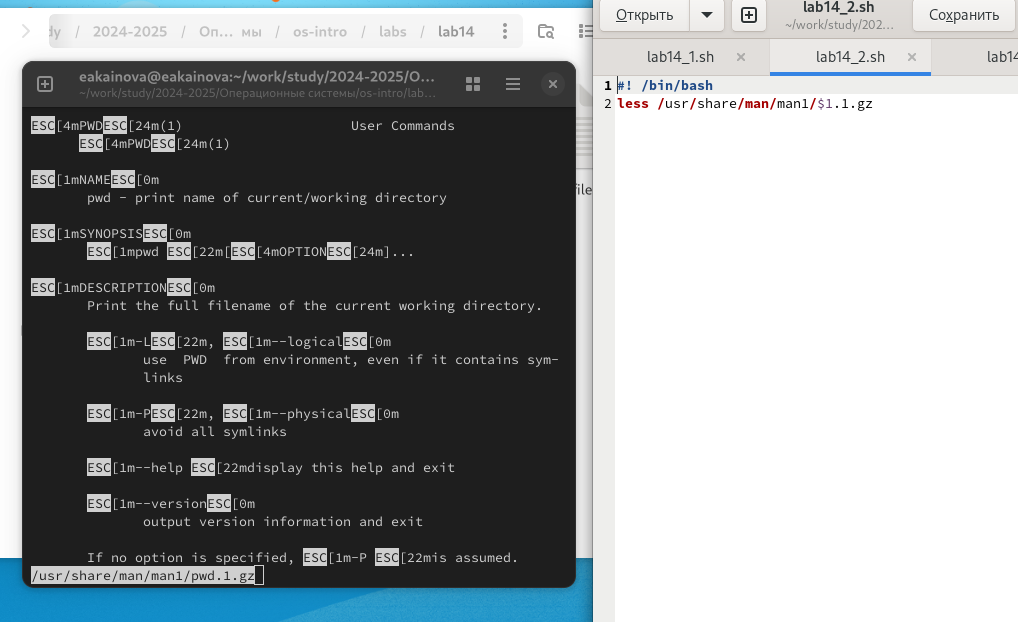 dy / 2024-2025 / Оп… мы / os-intro / labs / lab14
eakainova@eakainova:~/work/study/2024-2025/О…
~/work/study/2024-2025/Операционные системы/os-intro/lab…
ESC[4mPWDESC[24m(1) User Commands
ESC[4mPWDESC[24m(1)
ESC[1mNAMEESC[0m
pwd - print name of current/working directory
ESC[1mSYNOPSISESC[0m
ESC[1mpwd ESC[22m[ESC[4mOPTIONESC[24m]...
ESC[1mDESCRIPTIONESC[0m
Print the full filename of the current working directory.
ESC[1m-LESC[22m, ESC[1m--logicalESC[0m
use PWD from environment, even if it contains sym-
links
ESC[1m-PESC[22m, ESC[1m--physicalESC[0m
avoid all symlinks
ESC[1m--help ESC[22mdisplay this help and exit
ESC[1m--versionESC[0m
output version information and exit
If no option is specified, ESC[1m-P ESC[22mis assumed.
/usr/share/man/man1/pwd.1.gz
file
Открыть
lab14_2.sh
~/work/study/202…
Сохранить
lab14_1.sh
lab14_2.sh
lab14
1 #! /bin/bash
2 less /usr/share/man/man1/$1.1.gz